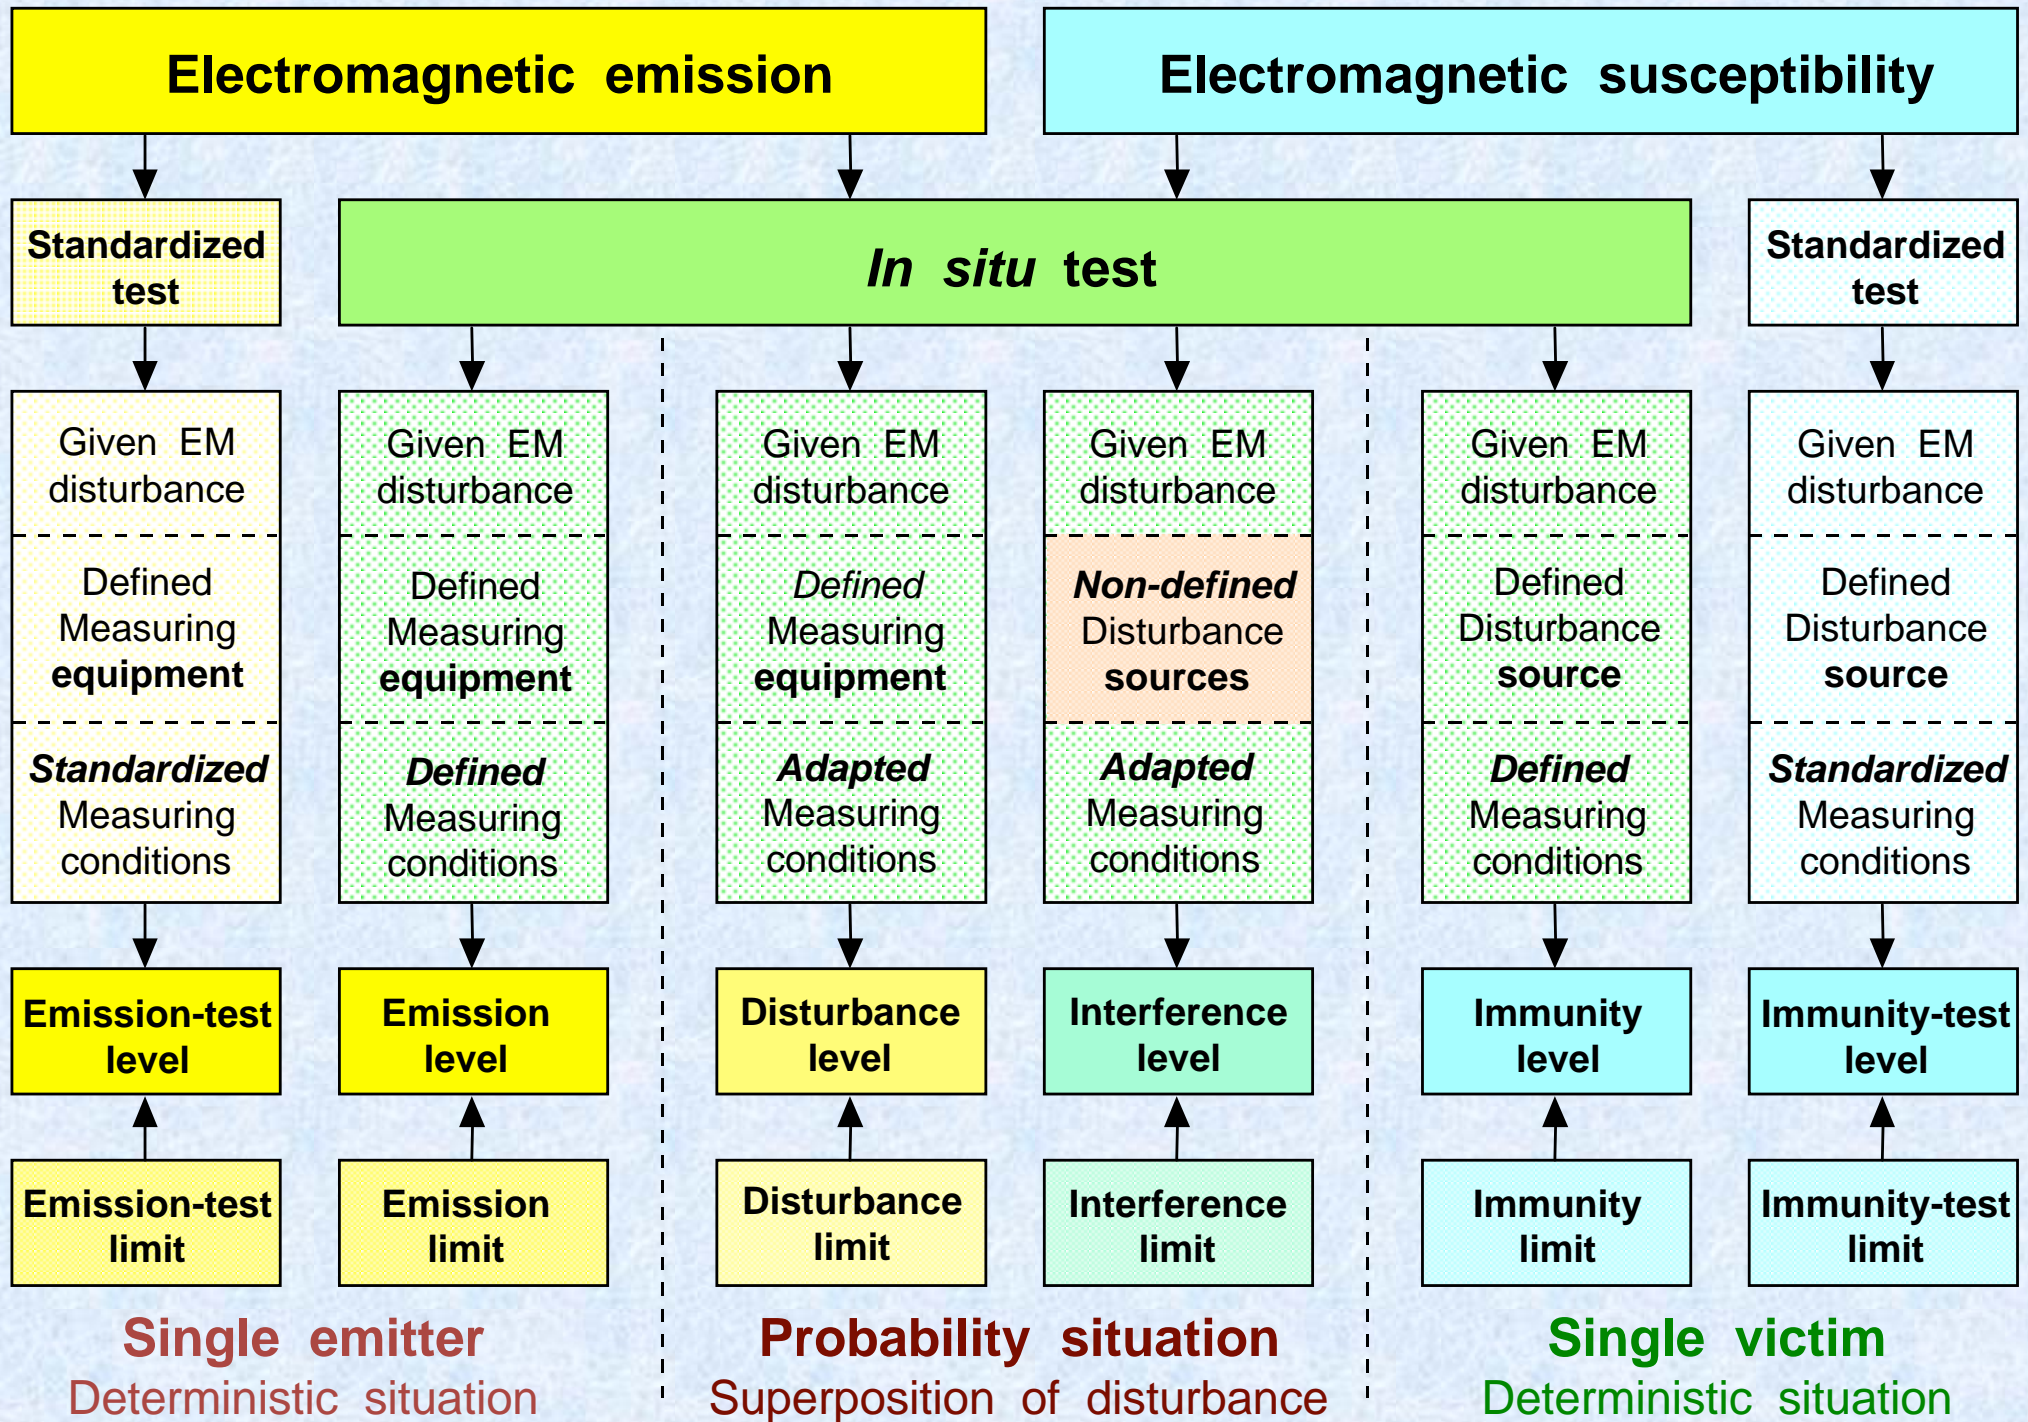 Electromagnetic emission
Electromagnetic susceptibility
Standardized
test
In situ test
Standardized
test
Given EM
disturbance
Defined
Measuring
equipment
Standardized
Measuring
conditions
Given EM
disturbance
Defined
Measuring
equipment
Defined
Measuring
conditions
Given EM
disturbance
Defined
Measuring
equipment
Adapted
Measuring
conditions
Given EM
disturbance
Non-defined
Disturbance
sources
Adapted
Measuring
conditions
Given EM
disturbance
Defined
Disturbance
source
Defined
Measuring
conditions
Given EM
disturbance
Defined
Disturbance
source
Standardized
Measuring
conditions
Emission-test
level
Emission
level
Disturbance
level
Interference
level
Immunity
level
Immunity-test
level
Emission-test
limit
Emission
limit
Disturbance
limit
Interference
limit
Immunity
limit
Immunity-test
limit
Single emitter
Deterministic situation
Probability situation
Superposition of disturbance
Single victim
Deterministic situation